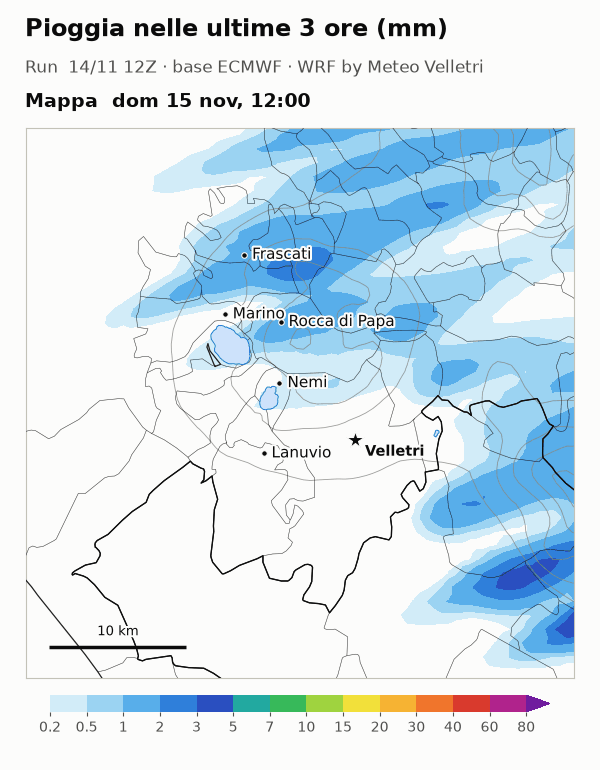 Pioggia nelle ultime 3 ore (mm)
Run  14/11 12Z · base ECMWF · WRF by Meteo Velletri
Mappa  dom 15 nov, 12:00
Frascati
Marino
Rocca di Papa
Nemi
Velletri
Lanuvio
10 km
0.2 0.5 1 2 3 5 7 10 15 20 30 40 60 80